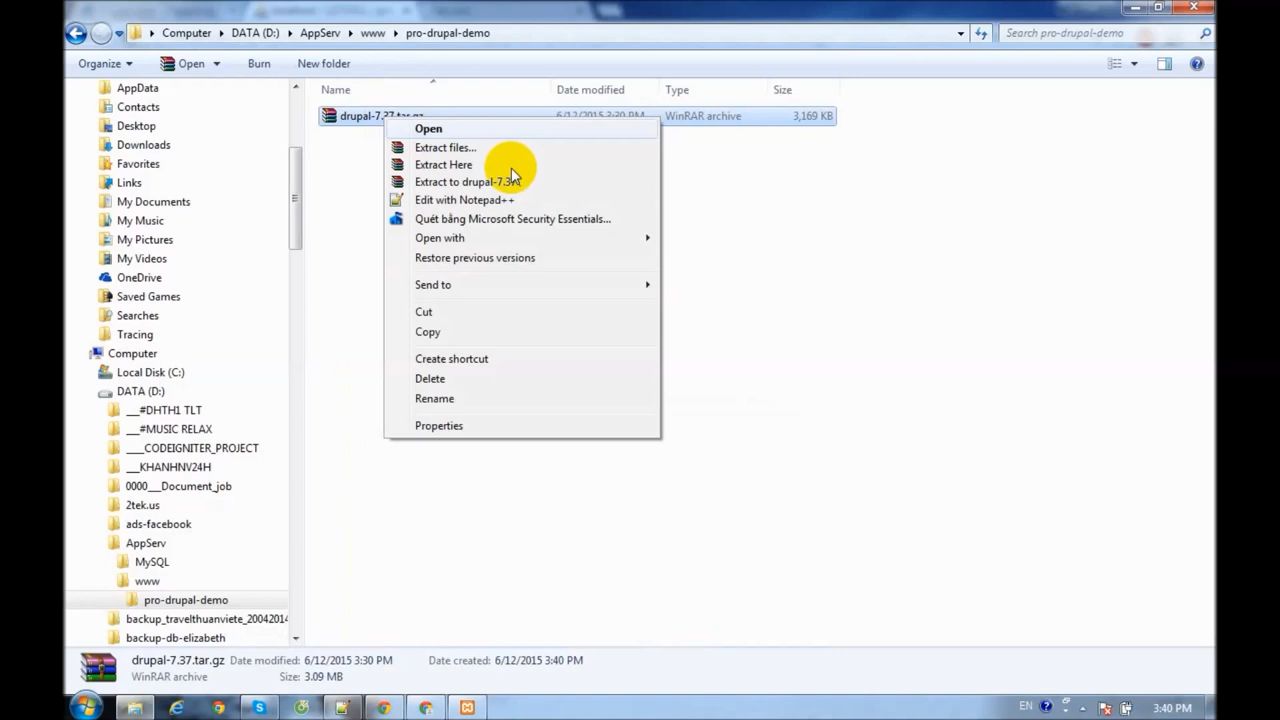 Computer ▸ DATA (D:) ▸ AppServ ▸ www ▸ pro-drupal-demo
Search pro-drupal-demo
Organize Open Burn New folder
Name Date modified Type Size
drupal-7.37.tar.gz 6/12/2015 3:30 PM WinRAR archive 3,169 KB
AppData
Contacts
Desktop
Downloads
Favorites
Links
My Documents
My Music
My Pictures
My Videos
OneDrive
Saved Games
Searches
Tracing
Computer
Local Disk (C:)
DATA (D:)
___#DHTH1 TLT
__#MUSIC RELAX
____CODEIGNITER_PROJECT
___KHANHNV24H
0000___Document_job
2tek.us
ads-facebook
AppServ
MySQL
www
pro-drupal-demo
backup_travelthuanviete_20042014
backup-db-elizabeth
Open
Extract files...
Extract Here
Extract to drupal-7.37\
Edit with Notepad++
Quét bằng Microsoft Security Essentials...
Open with
Restore previous versions
Send to
Cut
Copy
Create shortcut
Delete
Rename
Properties
drupal-7.37.tar.gz Date modified: 6/12/2015 3:30 PM Date created: 6/12/2015 3:40 PM
WinRAR archive Size: 3.09 MB
EN 3:40 PM